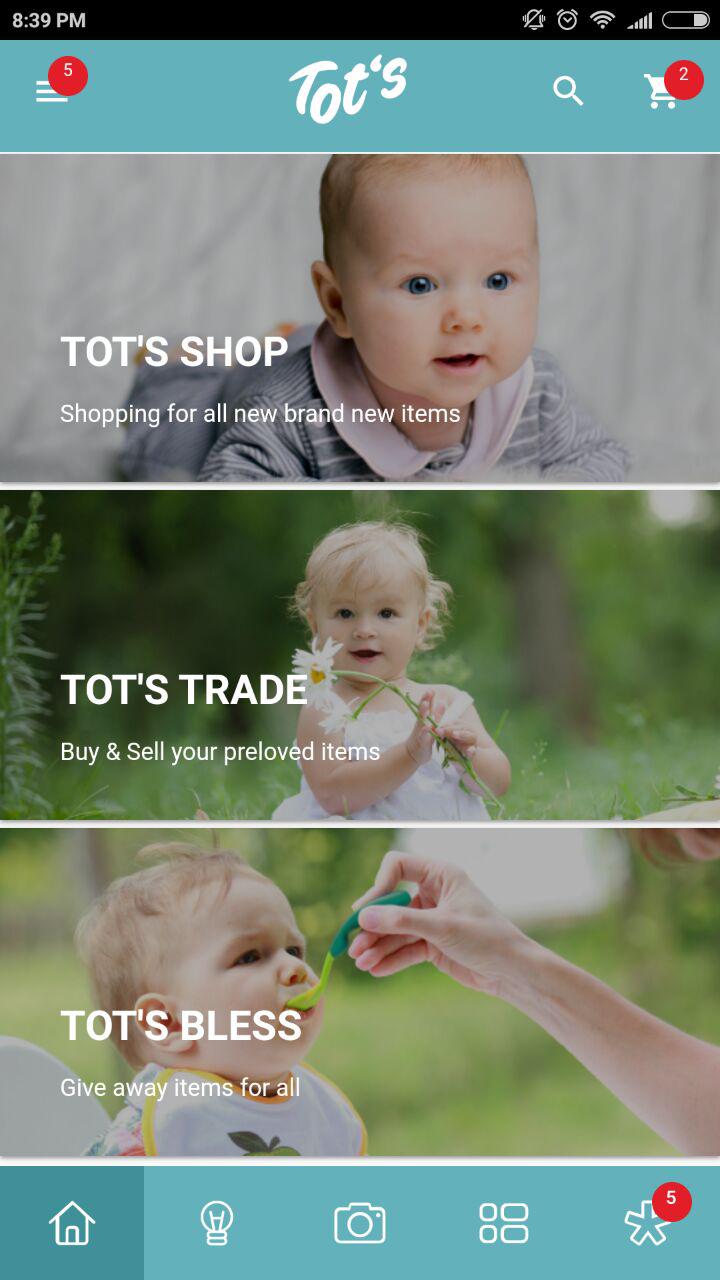 8:39 PM
5
Tot's
2
TOT'S SHOP
Shopping for all new brand new items
TOT'S TRADE
Buy & Sell your preloved items
TOT'S BLESS
Give away items for all
5